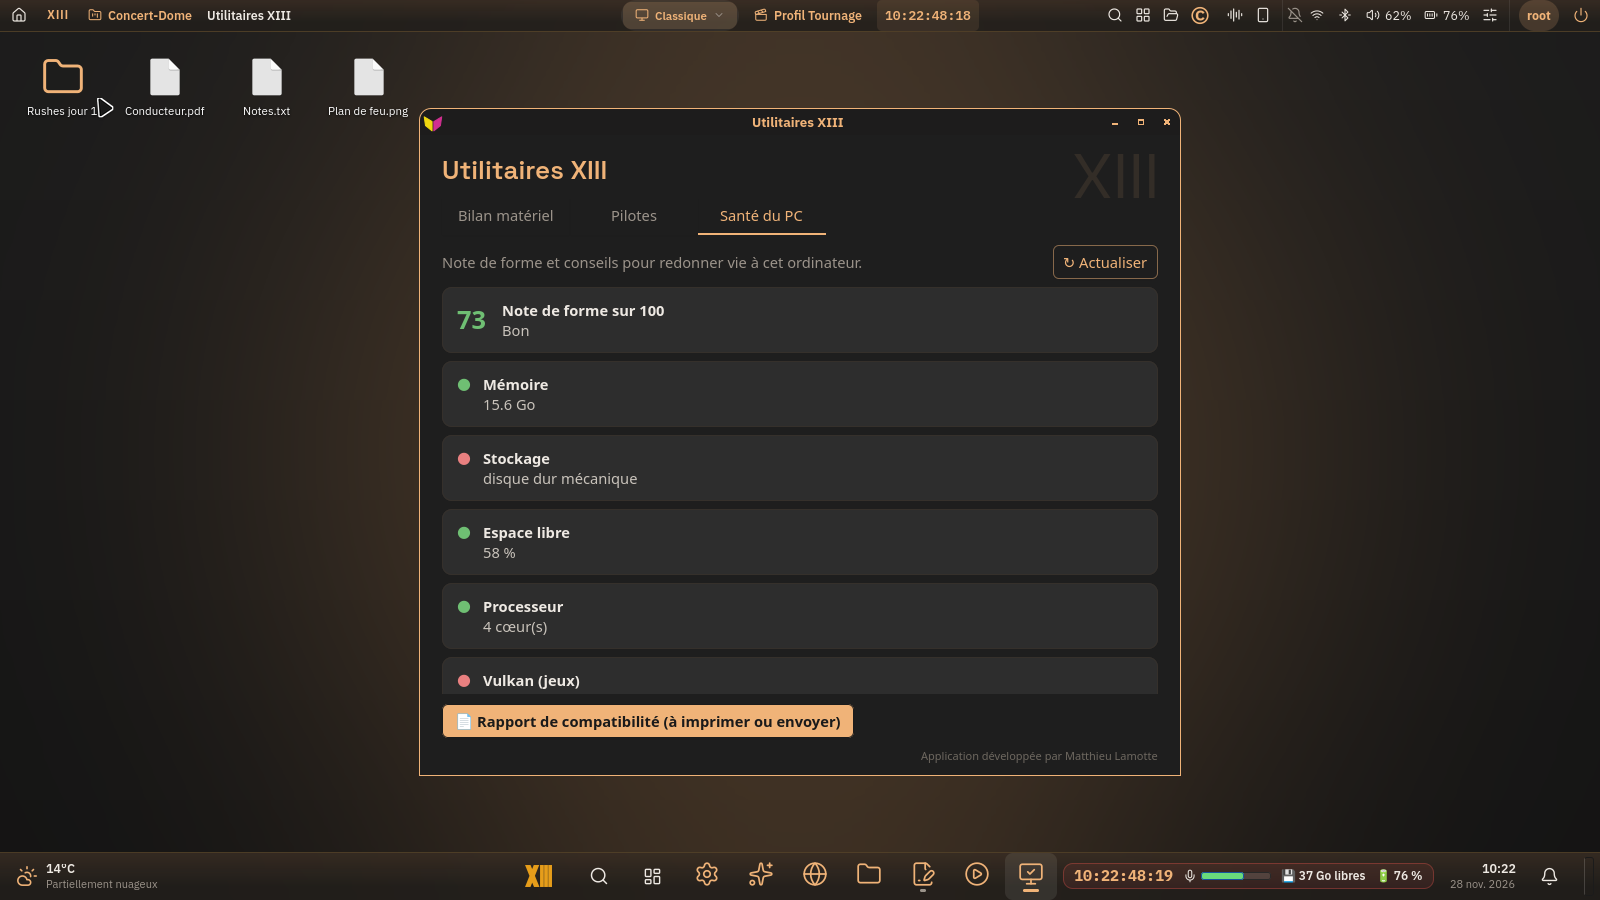 XIII
Concert-Dome
Utilitaires XIII
Classique
Profil Tournage
10:22:48:18
62%
76%
root
Rushes jour 1
Conducteur.pdf
Notes.txt
Plan de feu.png
Utilitaires XIII
Utilitaires XIII
XIII
Bilan matériel
Pilotes
Santé du PC
Note de forme et conseils pour redonner vie à cet ordinateur.
↻ Actualiser
73
Note de forme sur 100
Bon
Mémoire
15.6 Go
Stockage
disque dur mécanique
Espace libre
58 %
Processeur
4 cœur(s)
Vulkan (jeux)
Rapport de compatibilité (à imprimer ou envoyer)
Application développée par Matthieu Lamotte
14°C
Partiellement nuageux
XIII
10:22:48:19
37 Go libres
76 %
10:22
28 nov. 2026